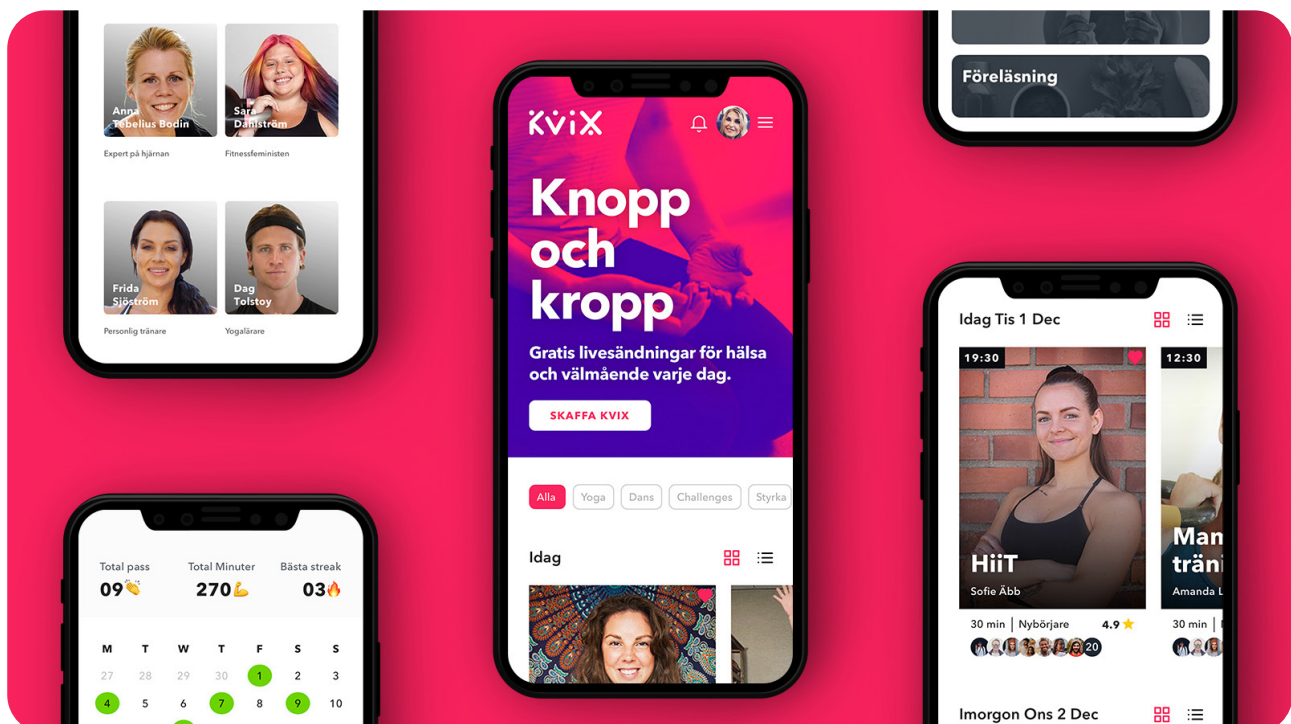 Anna
Tebelius Bodin
Expert på hjärnan
Sara
Dahlström
Fitnessfeministen
Frida
Sjöström
Personlig tränare
Dag
Tolstoy
Yogalärare
Total pass
09
Total Minuter
270
Bästa streak
03
M T W T F S S
27 28 29 30 1 2 3
4 5 6 7 8 9 10
KViX
Knopp
och
kropp
Gratis livesändningar för hälsa
och välmående varje dag.
SKAFFA KVIX
Alla Yoga Dans Challenges Styrka
Idag
Föreläsning
Idag Tis 1 Dec
19:30
HiiT
Sofie Äbb
30 min | Nybörjare 4.9
20
12:30
Mam
träni
Amanda L
30 min |
Imorgon Ons 2 Dec